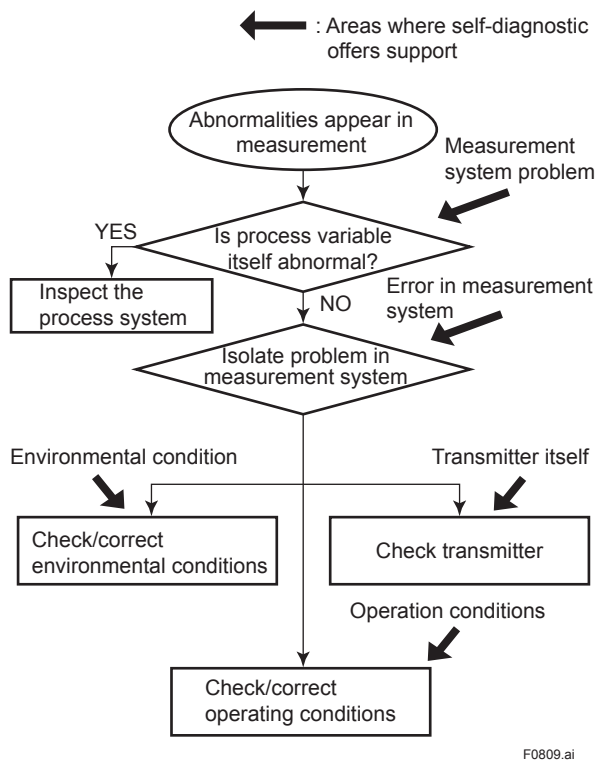 : Areas where self-diagnostic
offers support
Abnormalities appear in
measurement
Measurement
system problem
YES
Is process variable
itself abnormal?
Inspect the
process system
NO
Error in measurement
system
Isolate problem in
measurement system
Environmental condition
Transmitter itself
Check/correct
environmental conditions
Check transmitter
Operation conditions
Check/correct
operating conditions
F0809.ai